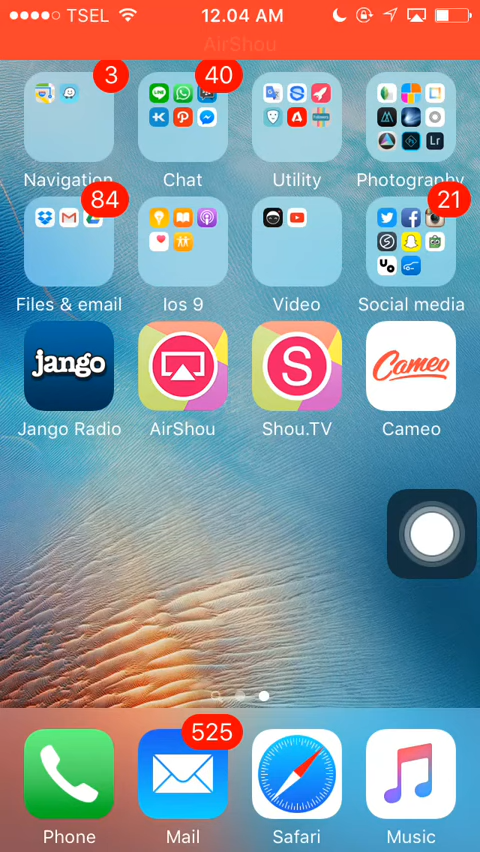 TSEL 12.04 AM
AirShou
3 40
Navigation Chat Utility Photography
84 21
Files & email Ios 9 Video Social media
jango S Cameo
Jango Radio AirShou Shou.TV Cameo
525
Phone Mail Safari Music